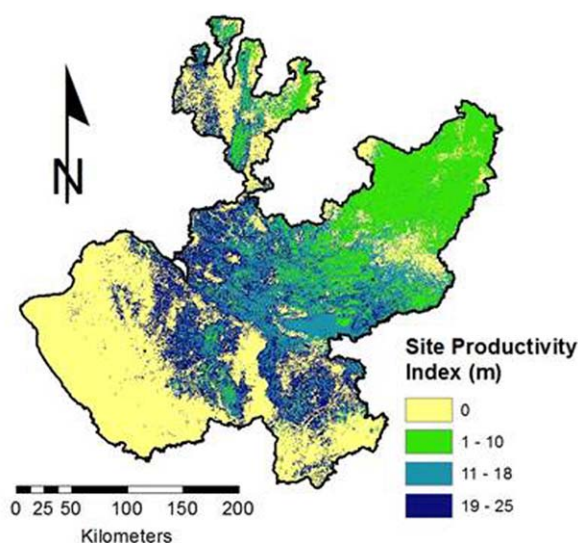 N
Site Productivity
Index (m)
0
1 - 10
11 - 18
19 - 25
0 25 50 100 150 200
Kilometers